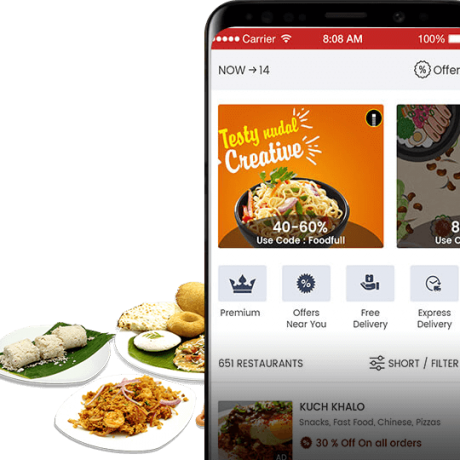 Carrier 8:08 AM 100%
NOW → 14 % Offer
Testy nudal
Creative
40-60%
Use Code : Foodfull
8
Use C
Premium
Offers
Near You
Free
Delivery
Express
Delivery
651 RESTAURANTS SHORT / FILTER
KUCH KHALO
Snacks, Fast Food, Chinese, Pizzas
% 30 % Off On all orders
AD